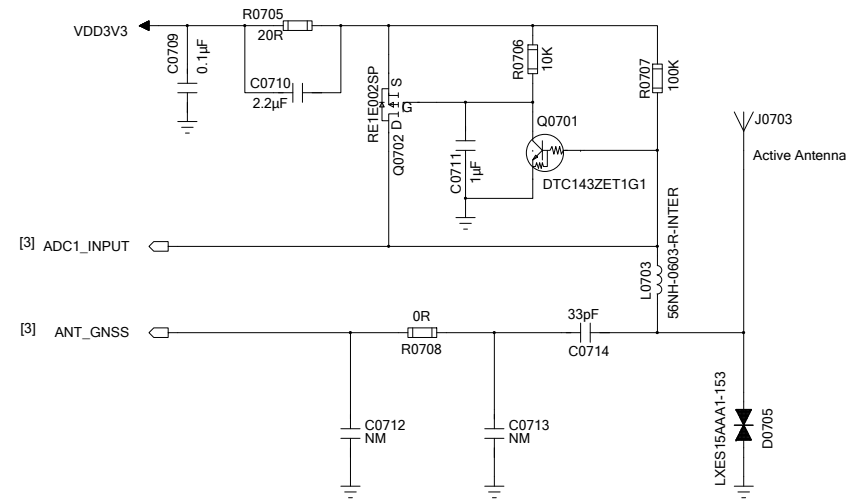 R0705
VDD3V3
20R
C0709
0.1µF
C0710
2.2µF
RE1E002SP
Q0702
S
G
D
R0706
10K
R0707
100K
Q0701
DTC143ZET1G1
C0711
1µF
J0703
Active Antenna
[3] ADC1_INPUT
L0703
56NH-0603-R-INTER
[3] ANT_GNSS
0R
R0708
33pF
C0714
C0712
NM
C0713
NM
LXES15AAA1-153
D0705